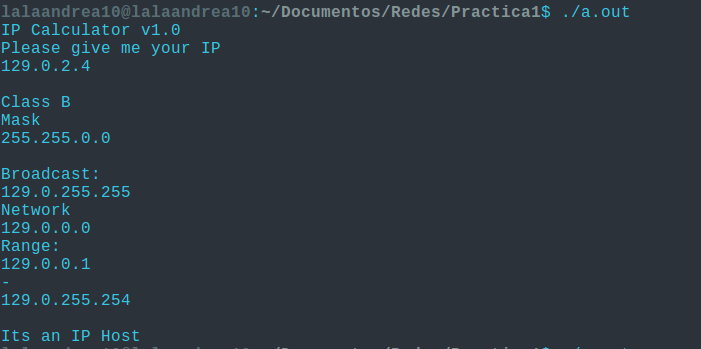 lalaandrea10@lalaandrea10:~/Documentos/Redes/Practica1$ ./a.out
IP Calculator v1.0
Please give me your IP
129.0.2.4
Class B
Mask
255.255.0.0
Broadcast:
129.0.255.255
Network
129.0.0.0
Range:
129.0.0.1
-
129.0.255.254
Its an IP Host